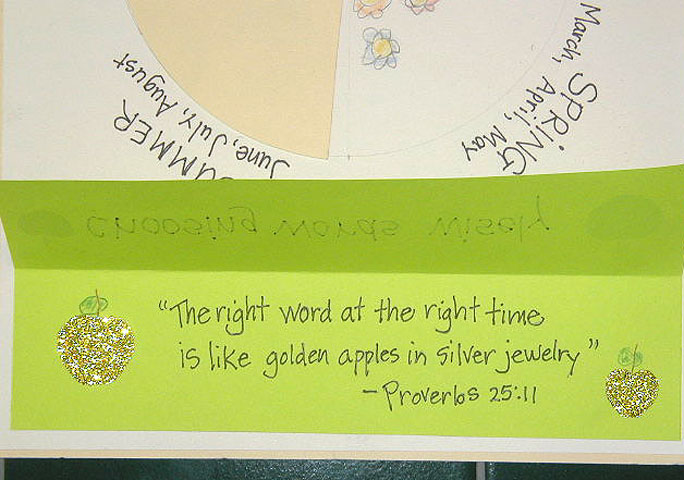 March, April, May
SPRING
June, July, August
SUMMER
choosing words wisely
"The right word at the right time
is like golden apples in silver jewelry"
-Proverbs 25:11